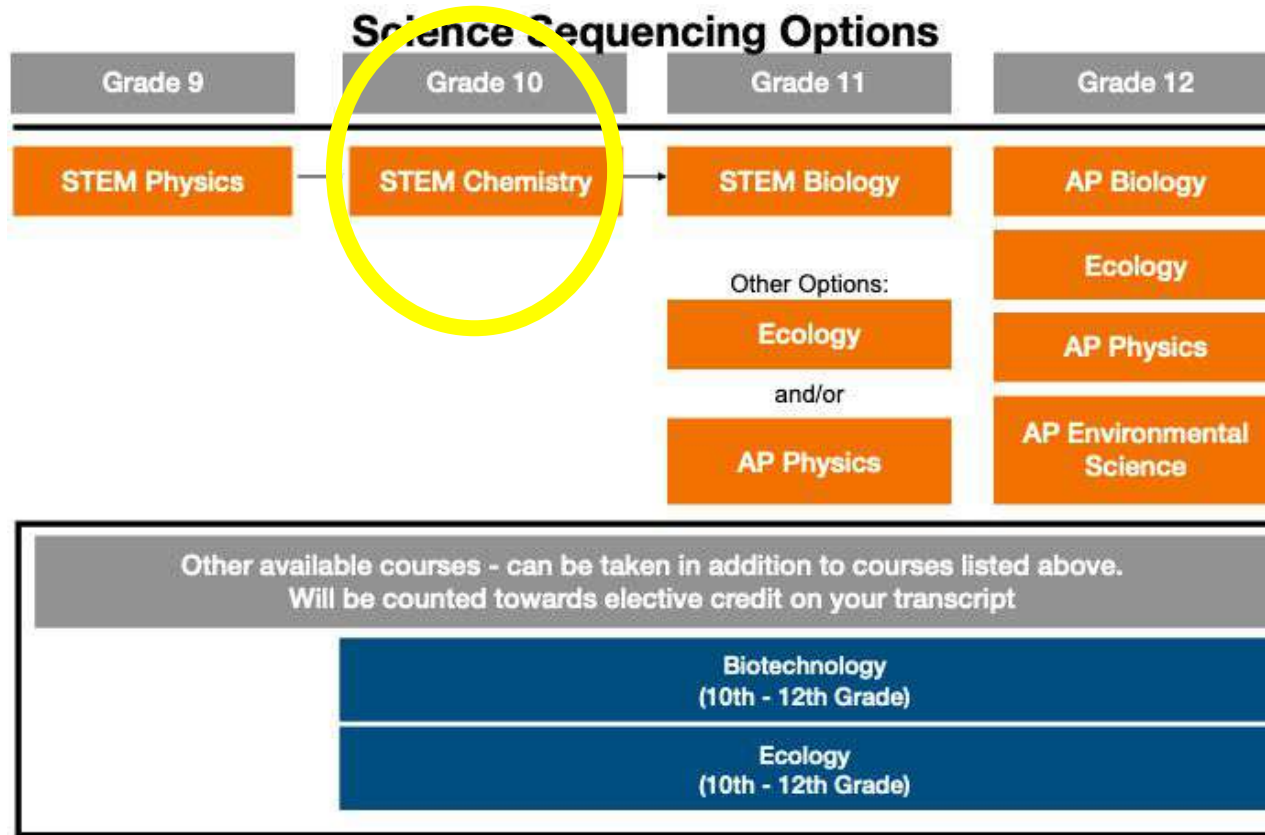 Science Sequencing Options
Grade 9
Grade 10
Grade 11
Grade 12
STEM Physics
STEM Chemistry
STEM Biology
AP Biology
Other Options:
Ecology
and/or
AP Physics
Ecology
AP Physics
AP Environmental
Science
Other available courses - can be taken in addition to courses listed above.
Will be counted towards elective credit on your transcript
Biotechnology
(10th - 12th Grade)
Ecology
(10th - 12th Grade)